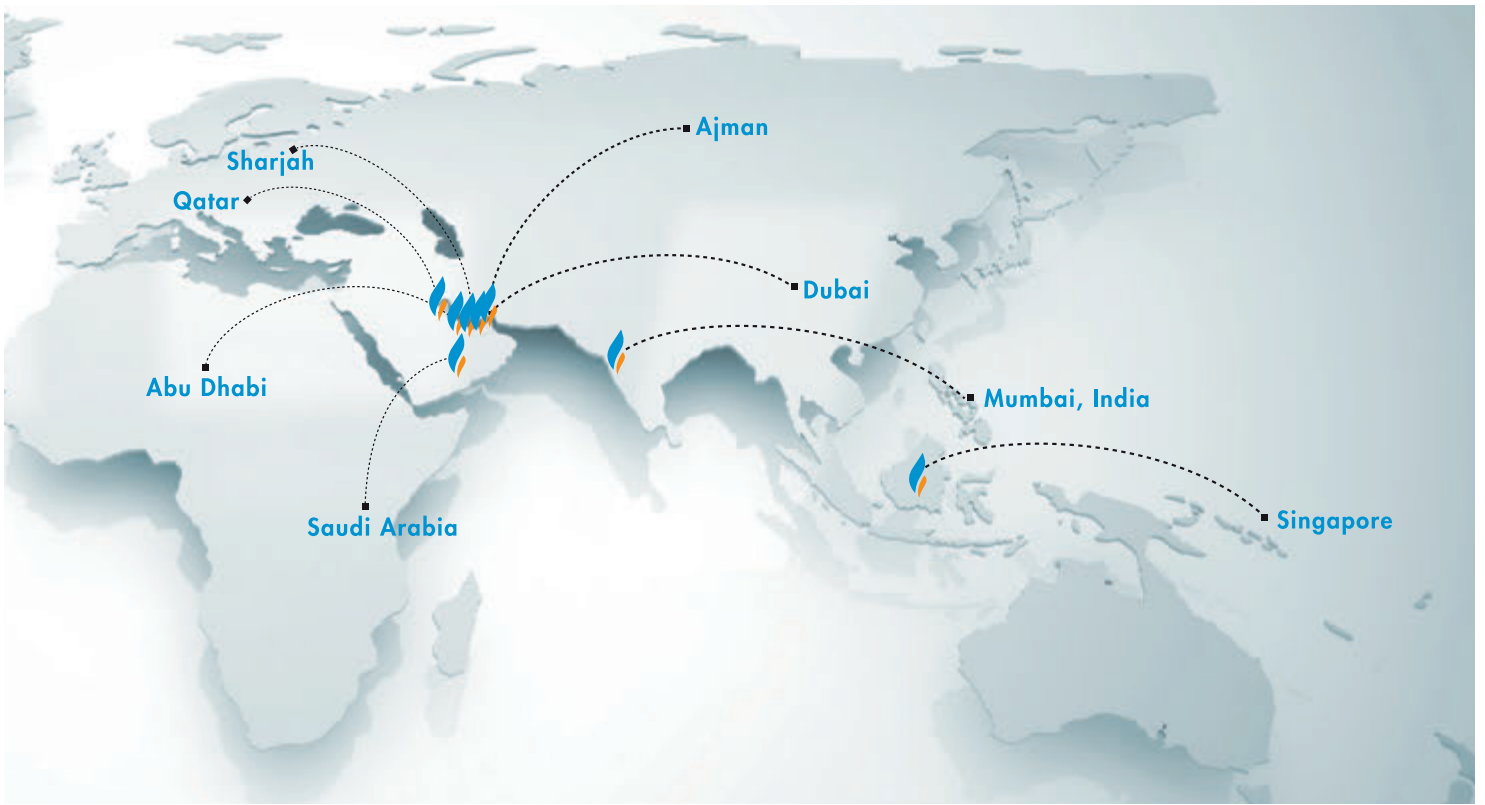 Ajman
Sharjah
Qatar
Dubai
Abu Dhabi
Mumbai, India
Singapore
Saudi Arabia